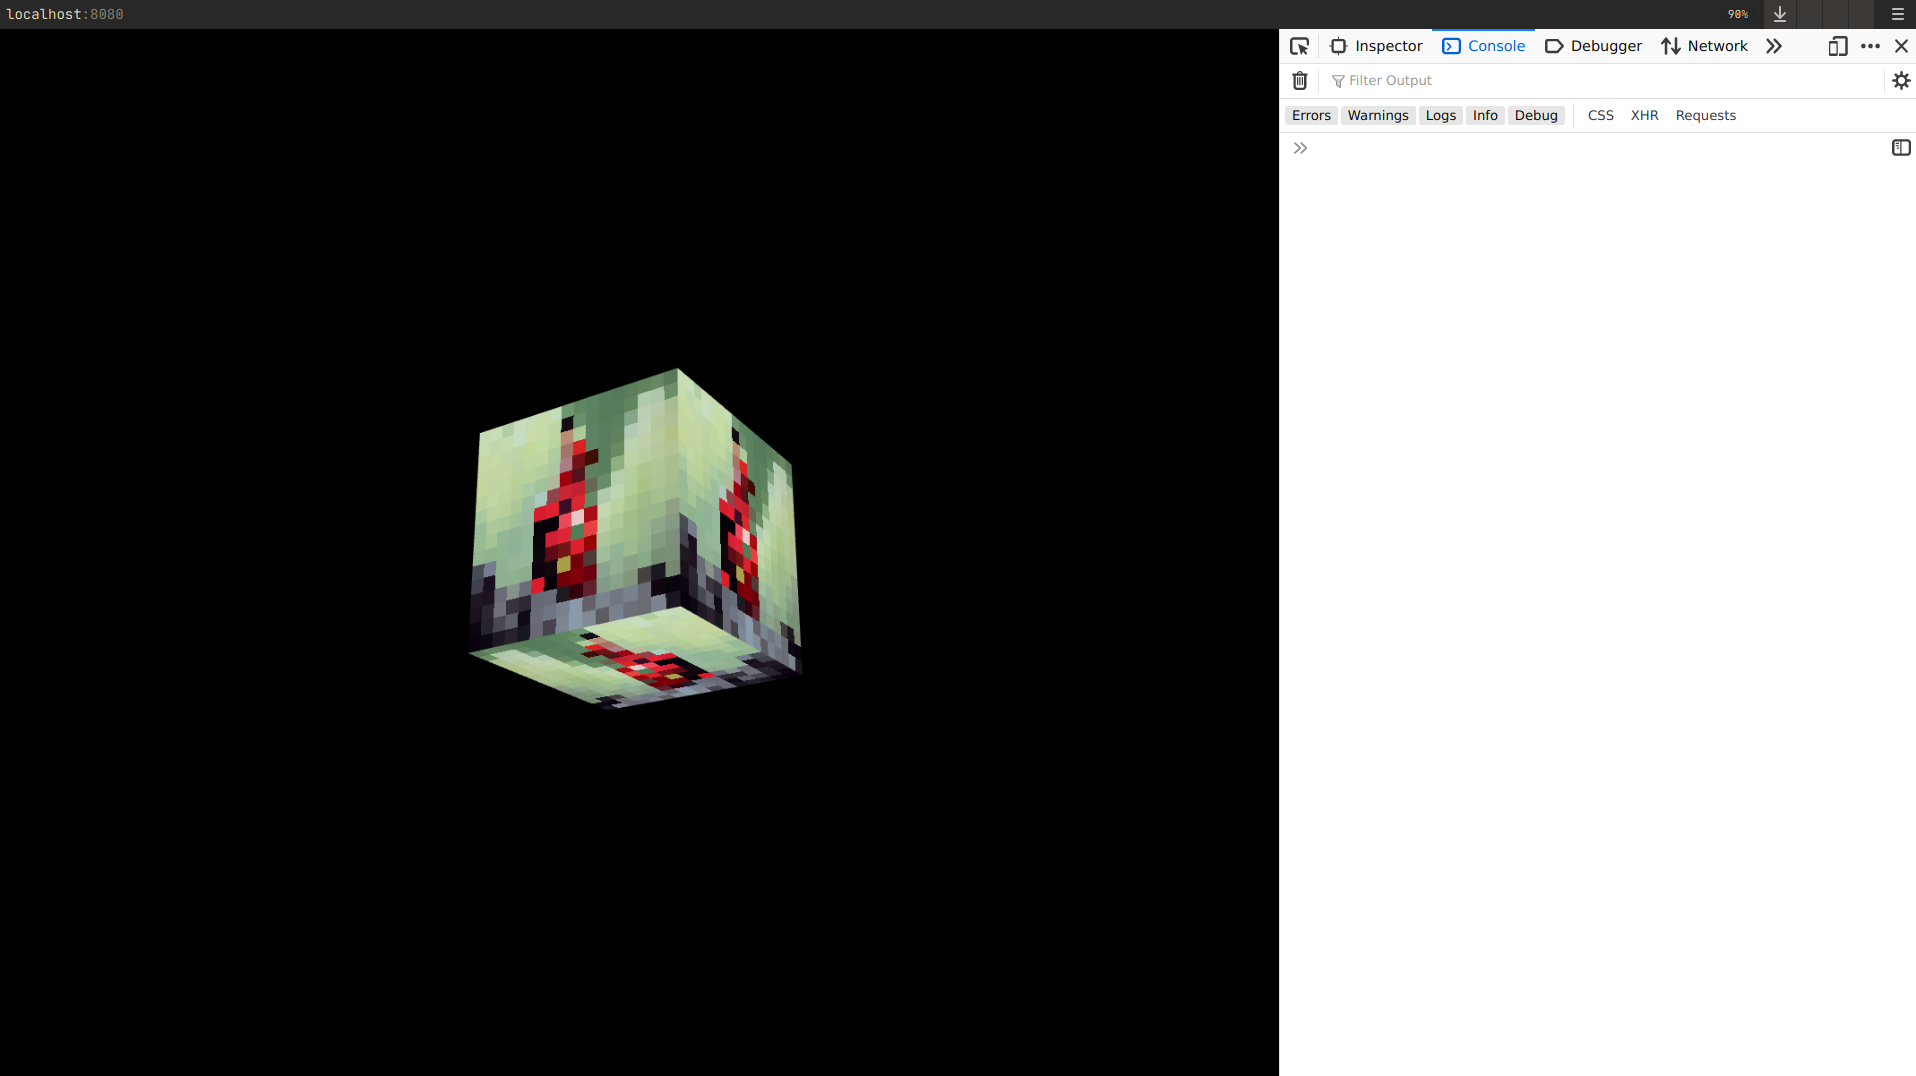 localhost:8080 90%
Inspector Console Debugger Network
Filter Output
Errors Warnings Logs Info Debug CSS XHR Requests